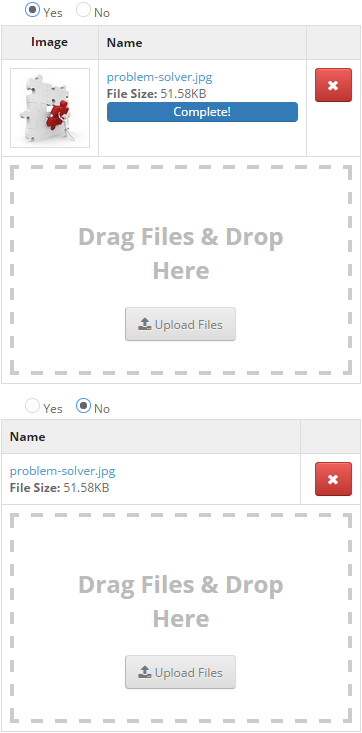 Yes No
Image Name
problem-solver.jpg
File Size: 51.58KB
Complete!
Drag Files & Drop
Here
Upload Files
Yes No
Name
problem-solver.jpg
File Size: 51.58KB
Drag Files & Drop
Here
Upload Files